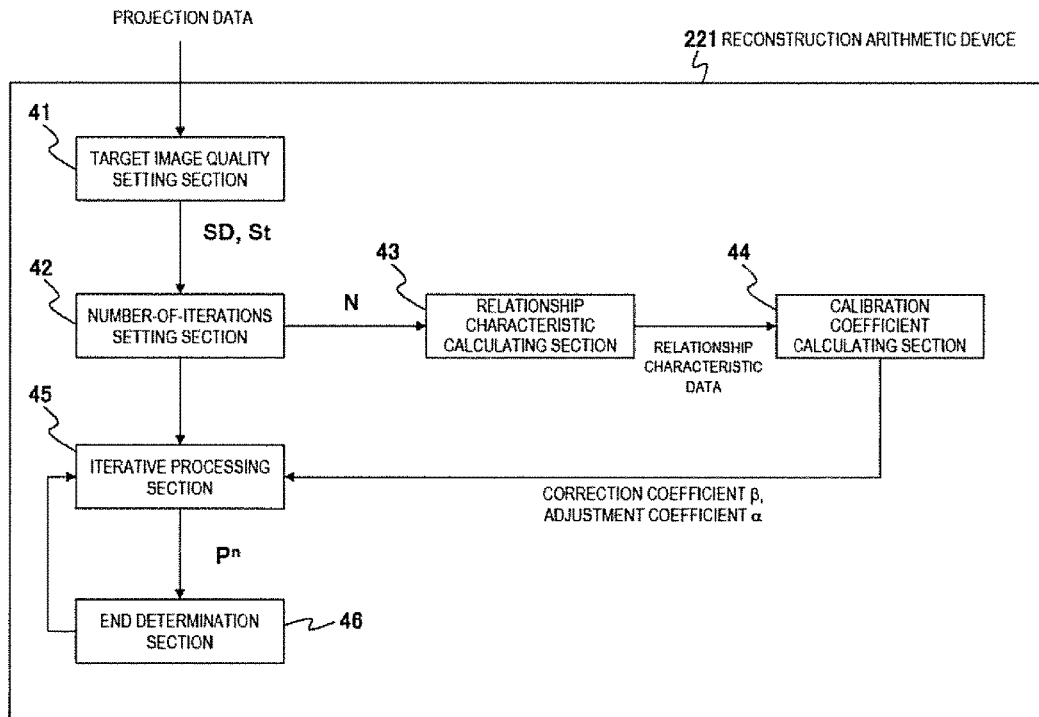 PROJECTION DATA
221 RECONSTRUCTION ARITHMETIC DEVICE
41
TARGET IMAGE QUALITY
SETTING SECTION
SD, St
42
NUMBER-OF-ITERATIONS
SETTING SECTION
N
43
RELATIONSHIP
CHARACTERISTIC
CALCULATING SECTION
RELATIONSHIP
CHARACTERISTIC
DATA
44
CALIBRATION
COEFFICIENT
CALCULATING SECTION
45
ITERATIVE PROCESSING
SECTION
CORRECTION COEFFICIENT β,
ADJUSTMENT COEFFICIENT α
Pⁿ
END DETERMINATION
SECTION
46